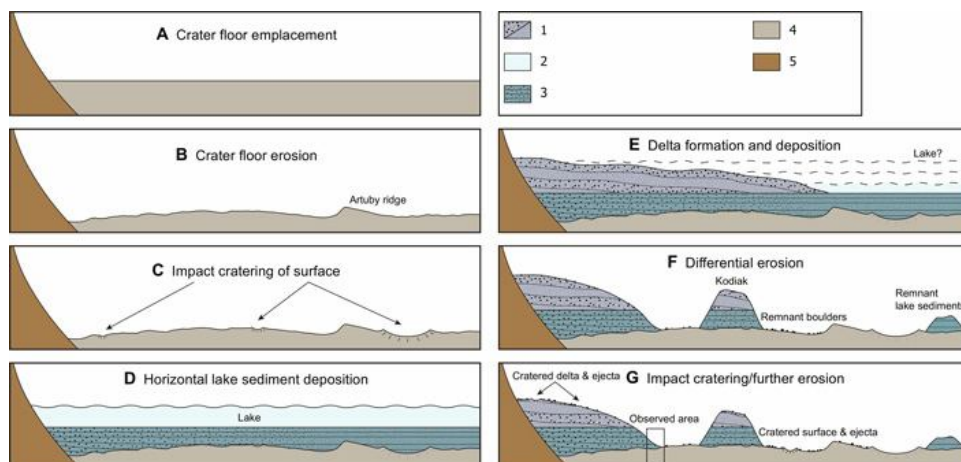 A Crater floor emplacement
1
2
3
4
5
B Crater floor erosion
Artuby ridge
C Impact cratering of surface
D Horizontal lake sediment deposition
Lake
E Delta formation and deposition
Lake?
F Differential erosion
Kodiak
Remnant boulders
Remnant
lake sediments
G Impact cratering/further erosion
Cratered delta & ejecta
Observed area
Cratered surface & ejecta